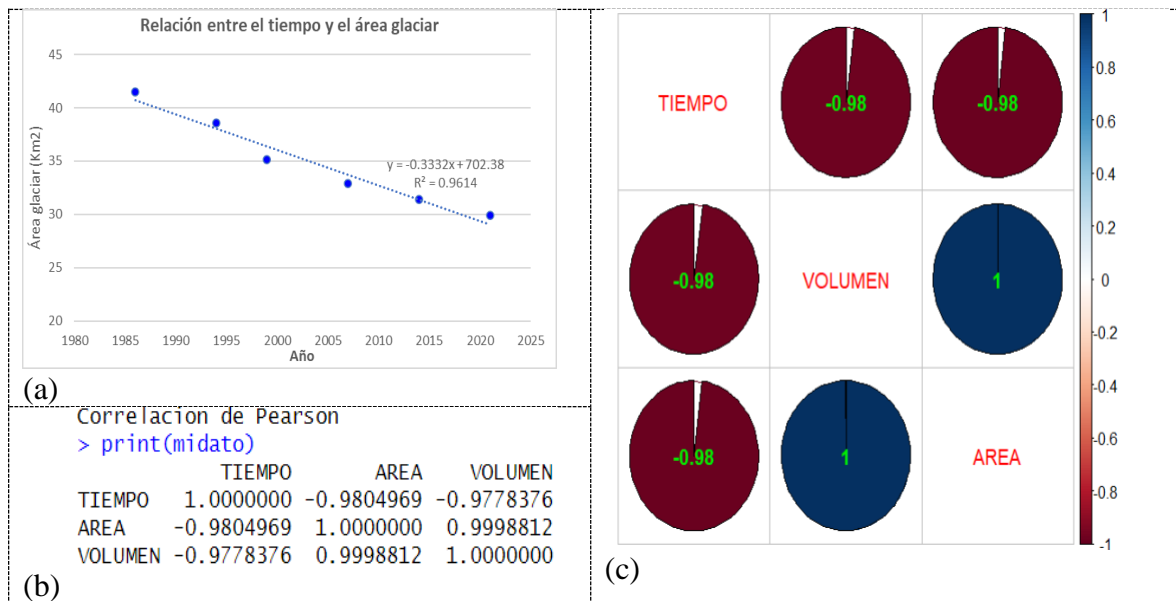 Relación entre el tiempo y el área glaciar
45
40
35
30
25
20
Área glaciar (Km2)
y = -0.3332x + 702.38
R² = 0.9614
1980 1985 1990 1995 2000 2005 2010 2015 2020 2025
Año
(a)
Correlacion de Pearson
> print(midato)
TIEMPO AREA VOLUMEN
TIEMPO 1.0000000 -0.9804969 -0.9778376
AREA -0.9804969 1.0000000 0.9998812
VOLUMEN -0.9778376 0.9998812 1.0000000
(b)
TIEMPO -0.98 -0.98
-0.98 VOLUMEN 1
-0.98 1 AREA
1
0.8
0.6
0.4
0.2
0
-0.2
-0.4
-0.6
-0.8
-1
(c)